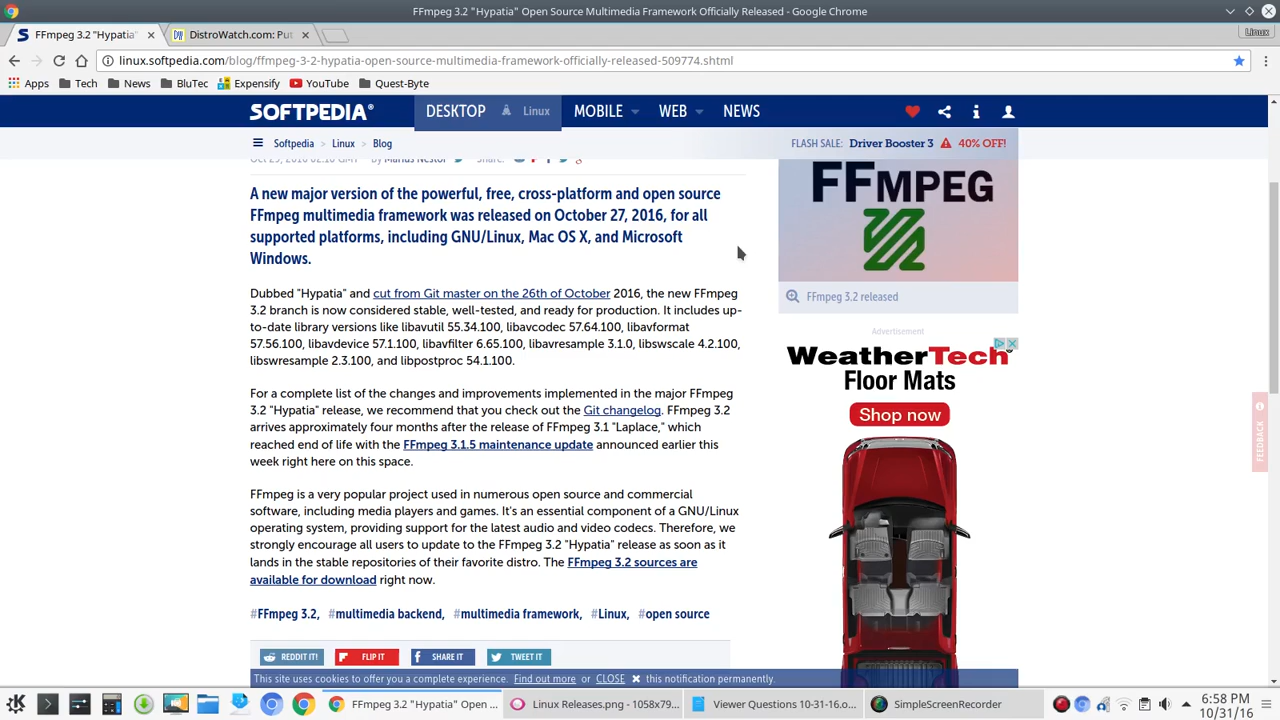 FFmpeg 3.2 "Hypatia" Open Source Multimedia Framework Officially Released - Google Chrome
FFmpeg 3.2 "Hypatia"
DistroWatch.com: Put
Linux
linux.softpedia.com/blog/ffmpeg-3-2-hypatia-open-source-multimedia-framework-officially-released-509774.shtml
Apps Tech News BluTec Expensify YouTube Quest-Byte
SOFTPEDIA® DESKTOP Linux MOBILE WEB NEWS
Softpedia > Linux > Blog
FLASH SALE: Driver Booster 3 40% OFF!
Oct 29, 2016 02:10 GMT · By Marius Nestor · Share:
A new major version of the powerful, free, cross-platform and open source
FFmpeg multimedia framework was released on October 27, 2016, for all
supported platforms, including GNU/Linux, Mac OS X, and Microsoft
Windows.
Dubbed "Hypatia" and cut from Git master on the 26th of October 2016, the new FFmpeg
3.2 branch is now considered stable, well-tested, and ready for production. It includes up-
to-date library versions like libavutil 55.34.100, libavcodec 57.64.100, libavformat
57.56.100, libavdevice 57.1.100, libavfilter 6.65.100, libavresample 3.1.0, libswscale 4.2.100,
libswresample 2.3.100, and libpostproc 54.1.100.
For a complete list of the changes and improvements implemented in the major FFmpeg
3.2 "Hypatia" release, we recommend that you check out the Git changelog. FFmpeg 3.2
arrives approximately four months after the release of FFmpeg 3.1 "Laplace," which
reached end of life with the FFmpeg 3.1.5 maintenance update announced earlier this
week right here on this space.
FFmpeg is a very popular project used in numerous open source and commercial
software, including media players and games. It's an essential component of a GNU/Linux
operating system, providing support for the latest audio and video codecs. Therefore, we
strongly encourage all users to update to the FFmpeg 3.2 "Hypatia" release as soon as it
lands in the stable repositories of their favorite distro. The FFmpeg 3.2 sources are
available for download right now.
#FFmpeg 3.2, #multimedia backend, #multimedia framework, #Linux, #open source
REDDIT IT! FLIP IT SHARE IT TWEET IT
FFMPEG
FFmpeg 3.2 released
Advertisement
WeatherTech
Floor Mats
Shop now
FEEDBACK
This site uses cookies to offer you a complete experience. Find out more or CLOSE ✖ this notification permanently.
FFmpeg 3.2 "Hypatia" Open ...
Linux Releases.png - 1058x79...
Viewer Questions 10-31-16.o...
SimpleScreenRecorder
6:58 PM
10/31/16